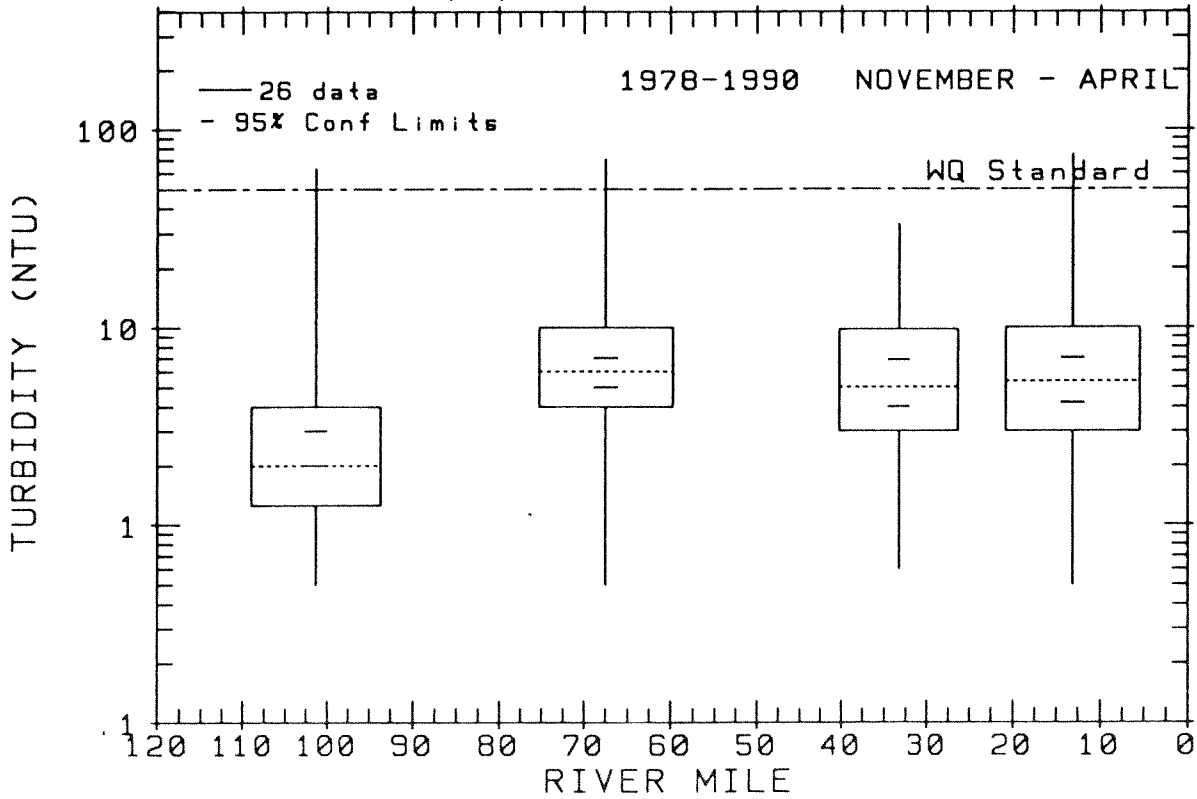 26 data
- 95% Conf Limits
1978-1990 NOVEMBER - APRIL
WQ Standard
TURBIDITY (NTU)
100
10
1
.1
120 110 100 90 80 70 60 50 40 30 20 10 0
RIVER MILE